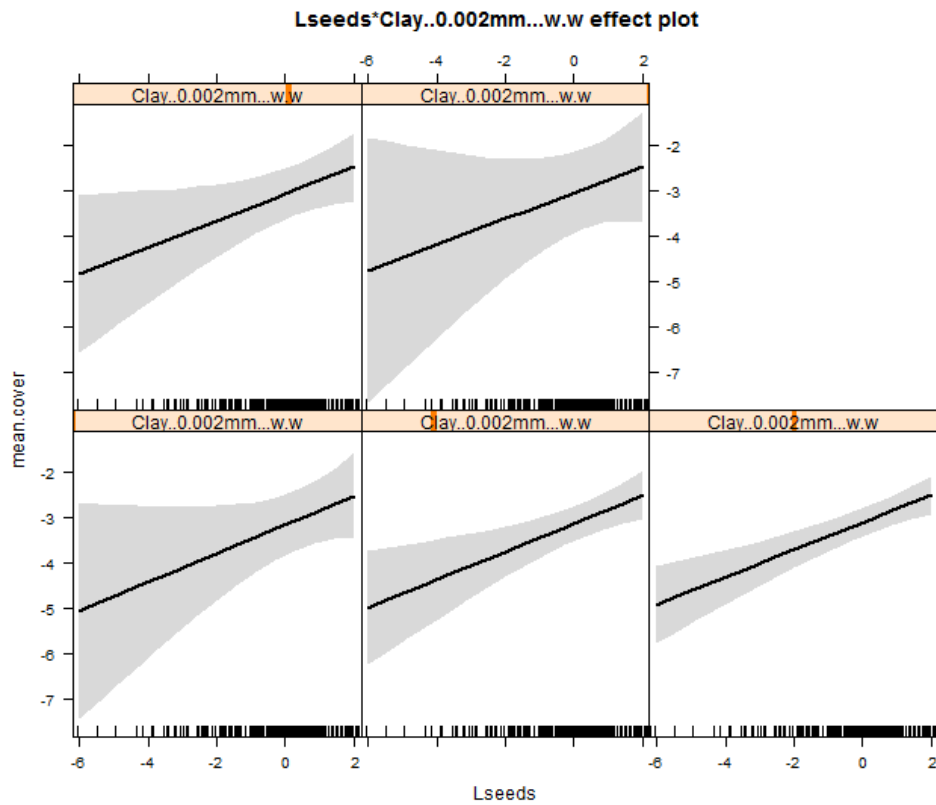 Lseeds*Clay..0.002mm...w.w effect plot
-6 -4 -2 0 2
Clay..0.002mm...w.w Clay..0.002mm...w.w
-2
-3
-4
-5
-6
-7
mean.cover
Clay..0.002mm...w.w Clay..0.002mm...w.w Clay..0.002mm...w.w
-2
-3
-4
-5
-6
-7
-6 -4 -2 0 2 -6 -4 -2 0 2
Lseeds